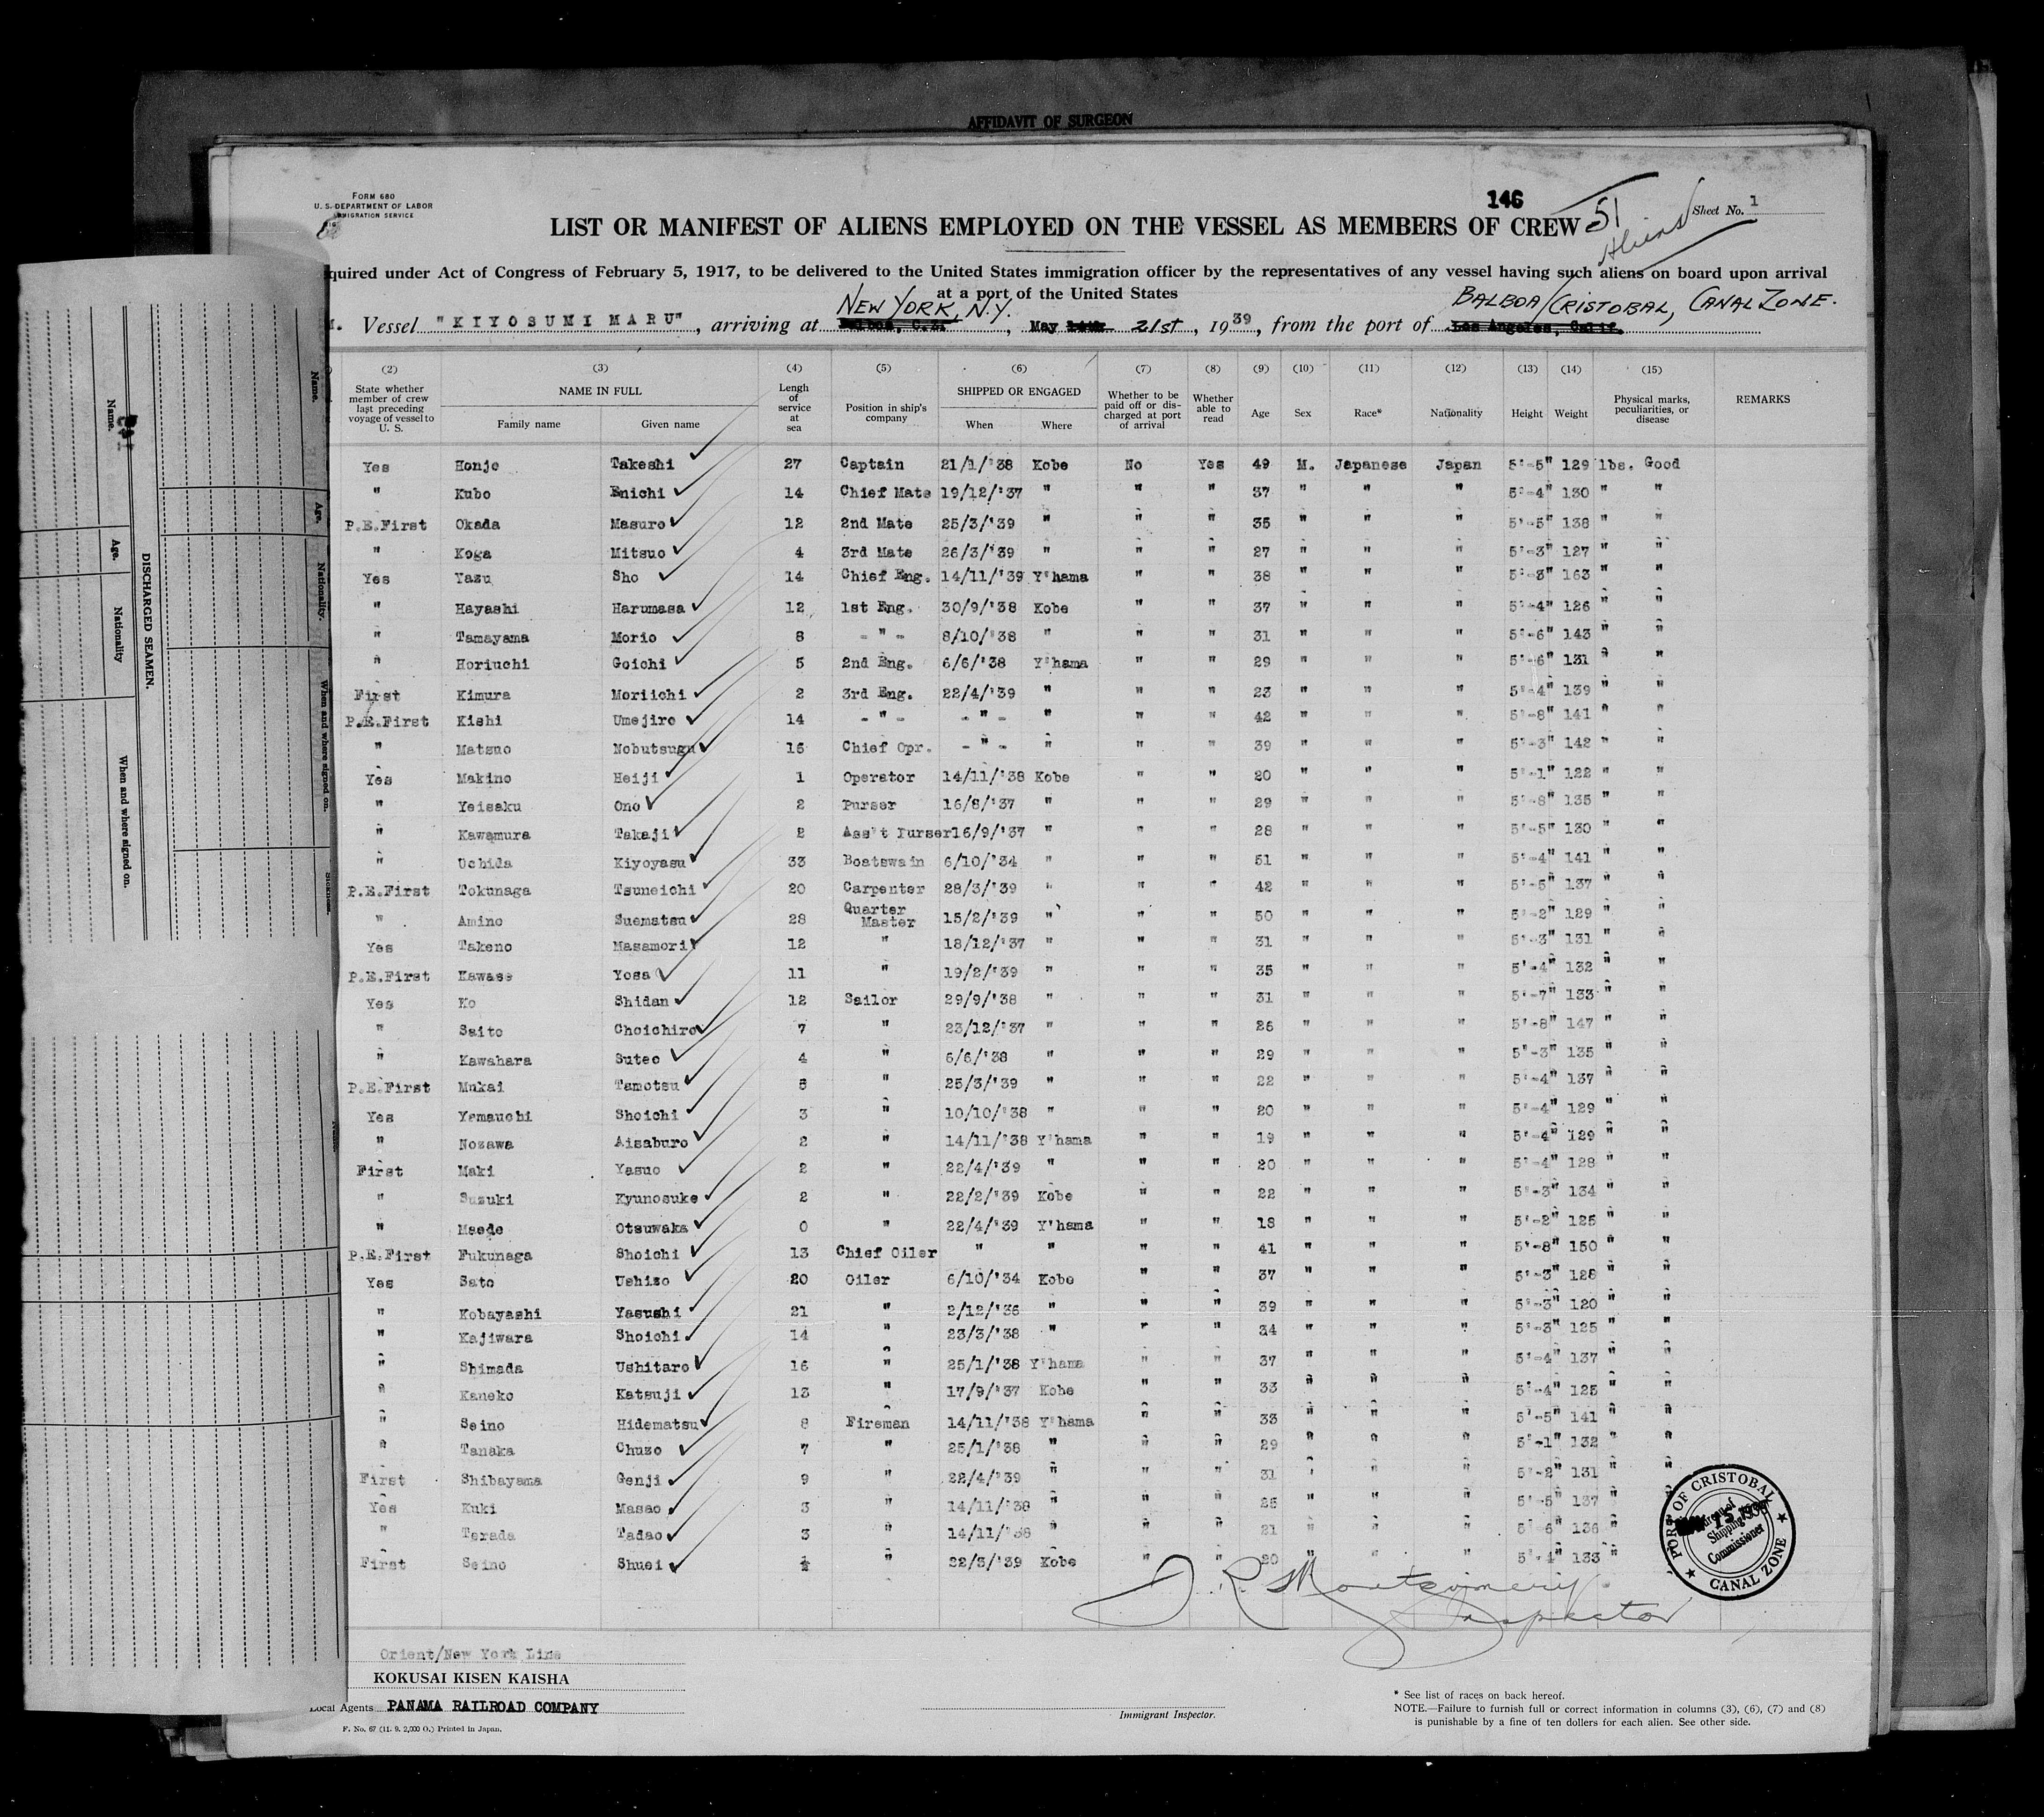 AFFIDAVIT OF SURGEON
FORM 680
U. S. DEPARTMENT OF LABOR
IMMIGRATION SERVICE
146
51
Aliens
Sheet No. 1
LIST OR MANIFEST OF ALIENS EMPLOYED ON THE VESSEL AS MEMBERS OF CREW
quired under Act of Congress of February 5, 1917, to be delivered to the United States immigration officer by the representatives of any vessel having such aliens on board upon arrival
at a port of the United States
NEW YORK, N.Y. BALBOA/CRISTOBAL, CANAL ZONE.
Vessel "KIYOSUMI MARU", arriving at Balboa, C.Z., May 14th 21st, 1939, from the port of Los Angeles, Calif.
(2) (3) (4) (5) (6) (7) (8) (9) (10) (11) (12) (13) (14) (15)
State whether member of crew last preceding voyage of vessel to U. S. NAME IN FULL Family name Given name Lengh of service at sea Position in ship's company SHIPPED OR ENGAGED When Where Whether to be paid off or discharged at port of arrival Whether able to read Age Sex Race* Nationality Height Weight Physical marks, peculiarities, or disease REMARKS
Yes Honjo Takeshi 27 Captain 21/1/'38 Kobe No Yes 49 M. Japanese Japan 5'-5" 129 lbs. Good
" Kubo Enichi 14 Chief Mate 19/12/'37 " " " 37 " " " 5'-4" 130 " "
P.E.First Okada Masuro 12 2nd Mate 25/3/'39 " " " 35 " " " 5'-5" 138 " "
" Koga Mitsuo 4 3rd Mate 26/3/'39 " " " 27 " " " 5'-3" 127 " "
Yes Yazu Sho 14 Chief Eng. 14/11/'39 Y'hama " " 38 " " " 5'-3" 163 " "
" Hayashi Harumasa 12 1st Eng. 30/9/'38 Kobe " " 37 " " " 5'-4" 126 " "
" Tamayama Morio 8 - " - 8/10/'38 " " " 31 " " " 5'-6" 143 " "
" Horiuchi Goichi 5 2nd Eng. 6/6/'38 Y'hama " " 29 " " " 5'-6" 131 " "
First Kimura Moriichi 2 3rd Eng. 22/4/'39 " " " 23 " " " 5'-4" 139 " "
P.E.First Kishi Umejiro 14 - " - - " - " " " 42 " " " 5'-8" 141 " "
" Matsuo Nobutsugu 16 Chief Opr. - " - " " " 39 " " " 5'-3" 142 " "
Yes Makino Heiji 1 Operator 14/11/'38 Kobe " " 20 " " " 5'-1" 122 " "
" Yeisaku Ono 2 Purser 16/8/'37 " " " 29 " " " 5'-8" 135 " "
" Kawamura Takaji 2 Ass't Purser 16/9/'37 " " " 28 " " " 5'-5" 130 " "
" Uchida Kiyoyasu 33 Boatswain 6/10/'34 " " " 51 " " " 5'-4" 141 " "
P.E.First Tokunaga Tsuneichi 20 Carpenter 28/3/'39 " " " 42 " " " 5'-5" 137 " "
" Amino Suematsu 28 Quarter Master 15/2/'39 " " " 50 " " " 5'-2" 129 " "
Yes Takeno Masamori 12 " 18/12/'37 " " " 31 " " " 5'-3" 131 " "
P.E.First Kawase Yosa 11 " 19/2/'39 " " " 35 " " " 5'-4" 132 " "
Yes Ko Shidan 12 Sailor 29/9/'38 " " " 31 " " " 5'-7" 133 " "
" Saito Choichiro 7 " 23/12/'37 " " " 26 " " " 5'-8" 147 " "
" Kawahara Suteo 4 " 6/6/'38 " " " 29 " " " 5'-3" 135 " "
P.E.First Mukai Tamotsu 5 " 25/3/'39 " " " 22 " " " 5'-4" 137 " "
Yes Yamauchi Shoichi 3 " 10/10/'38 " " " 20 " " " 5'-4" 129 " "
" Nozawa Aisaburo 2 " 14/11/'38 Y'hama " " 19 " " " 5'-4" 129 " "
First Maki Yasuo 2 " 22/4/'39 " " " 20 " " " 5'-4" 128 " "
" Suzuki Kyunosuke 2 " 22/2/'39 Kobe " " 22 " " " 5'-3" 134 " "
" Maede Otsuwaka 0 " 22/4/'39 Y'hama " " 18 " " " 5'-2" 125 " "
P.E.First Fukunaga Shoichi 13 Chief Oiler " " " " 41 " " " 5'-8" 150 " "
Yes Sato Ushizo 20 Oiler 6/10/'34 Kobe " " 37 " " " 5'-3" 128 " "
" Kobayashi Yasushi 21 " 2/12/'36 " " " 39 " " " 5'-3" 120 " "
" Kajiwara Shoichi 14 " 23/3/'38 " " " 34 " " " 5'-3" 125 " "
" Shimada Ushitaro 16 " 25/1/'38 Y'hama " " 37 " " " 5'-4" 137 " "
" Kaneko Katsuji 13 " 17/9/'37 Kobe " " 33 " " " 5'-4" 125 " "
" Seino Hidematsu 8 Fireman 14/11/'38 Y'hama " " 33 " " " 5'-5" 141 " "
" Tanaka Chuzo 7 " 25/1/'38 " " " 29 " " " 5'-1" 132 " "
First Shibayama Genji 9 " 22/4/'39 " " " 31 " " " 5'-2" 131 " "
Yes Kuki Masao 3 " 14/11/'38 " " " 25 " " " 5'-5" 137 "
" Terada Tadao 3 " 14/11/'38 " " " 21 " " " 5'-6" 136 "
First Seino Shuei " 22/3/'39 Kobe " " 20 " " " 5'-4" 133 "
PORT OF CRISTOBAL
15 1939
Shipping
Commissioner
CANAL ZONE
J. R. Montgomery
Inspector
Orient/New York Line
KOKUSAI KISEN KAISHA
Local Agents PANAMA RAILROAD COMPANY
F. No. 67 (11. 9. 2,000 O.) Printed in Japan.
Immigrant Inspector.
* See list of races on back hereof.
NOTE.—Failure to furnish full or correct information in columns (3), (6), (7) and (8)
is punishable by a fine of ten dollars for each alien. See other side.
DISCHARGED SEAMEN.
Name.
Age.
Nationality
When and where signed on.
Name.
Age.
Nationality.
When and where signed on.